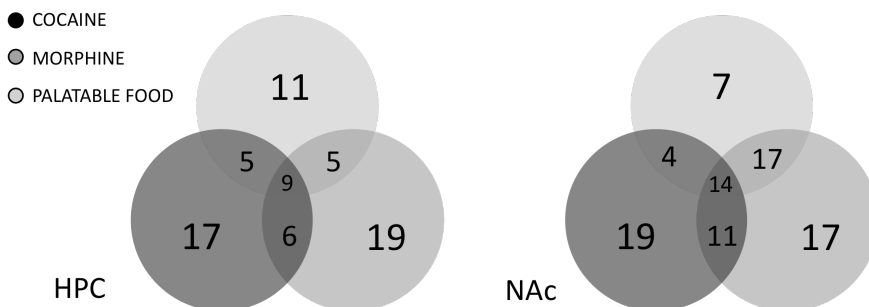 COCAINE
MORPHINE
PALATABLE FOOD
11
5
5
9
17
6
19
HPC
7
4
17
14
19
11
17
NAc